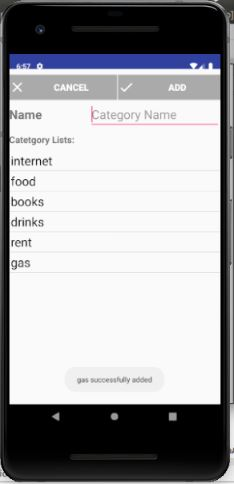 6:57
CANCEL ADD
Name Category Name
Catetgory Lists:
internet
food
books
drinks
rent
gas
gas successfully added